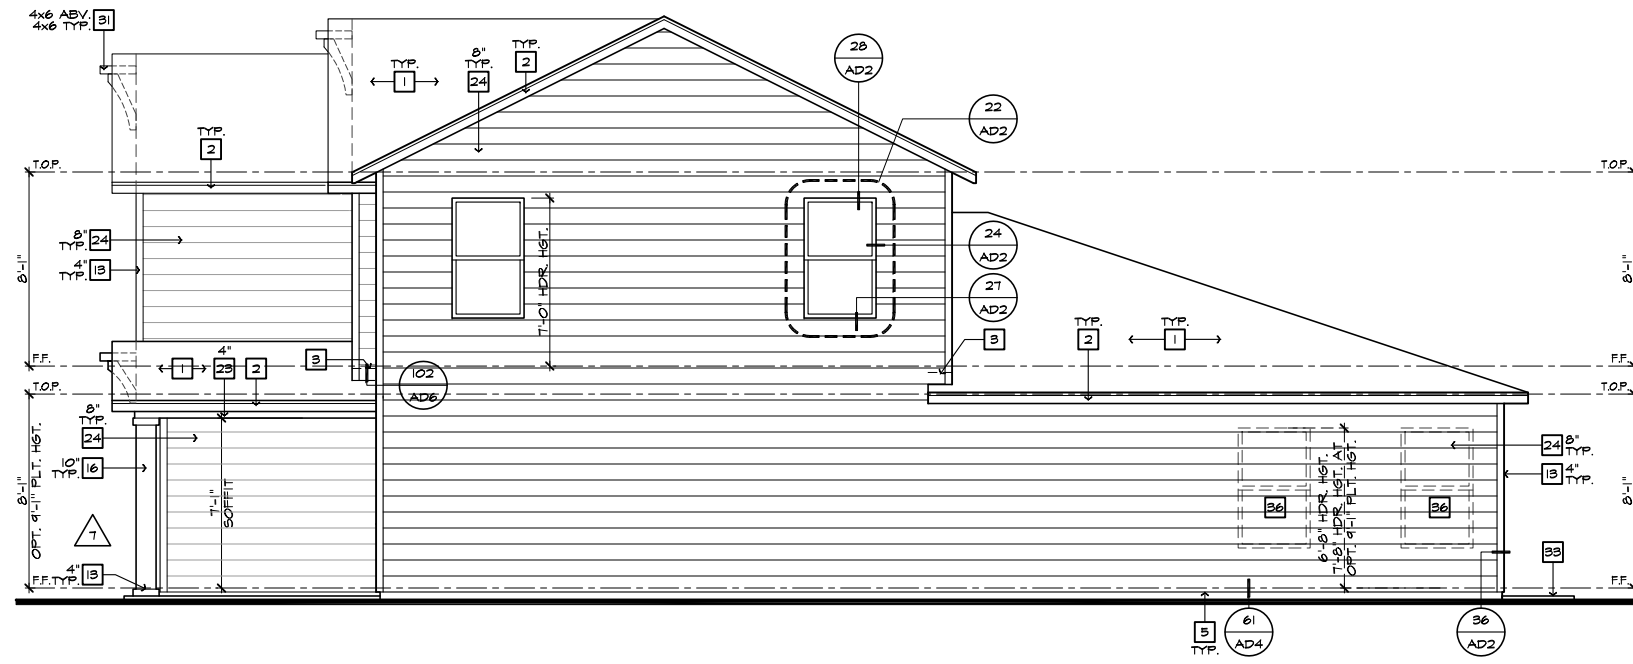 4x6 ABV. 31
4x6 TYP.
TYP.
1
8"
TYP.
24
TYP.
2
28
AD2
22
AD2
TYP.
2
T.O.P.
T.O.P.
8'-1"
8"
TYP. 24
4"
TYP. 13
7'-0" HDR. HGT.
24
AD2
27
AD2
8'-1"
3
TYP.
2
TYP.
1
F.F.
F.F.
1
4"
23
2
3
102
AD6
T.O.P.
T.O.P.
8"
TYP.
24
10"
TYP. 16
8'-1"
OPT. 9'-1" PLT. HGT.
7'-1"
SOFFIT
7
4"
TYP. 13
F.F.
6'-8" HDR. HGT.
7'-8" HDR. HGT. AT
OPT. 9'-1" PLT. HGT.
36
36
24 8"
TYP.
13 4"
TYP.
8'-1"
33
F.F.
5
TYP.
61
AD4
36
AD2